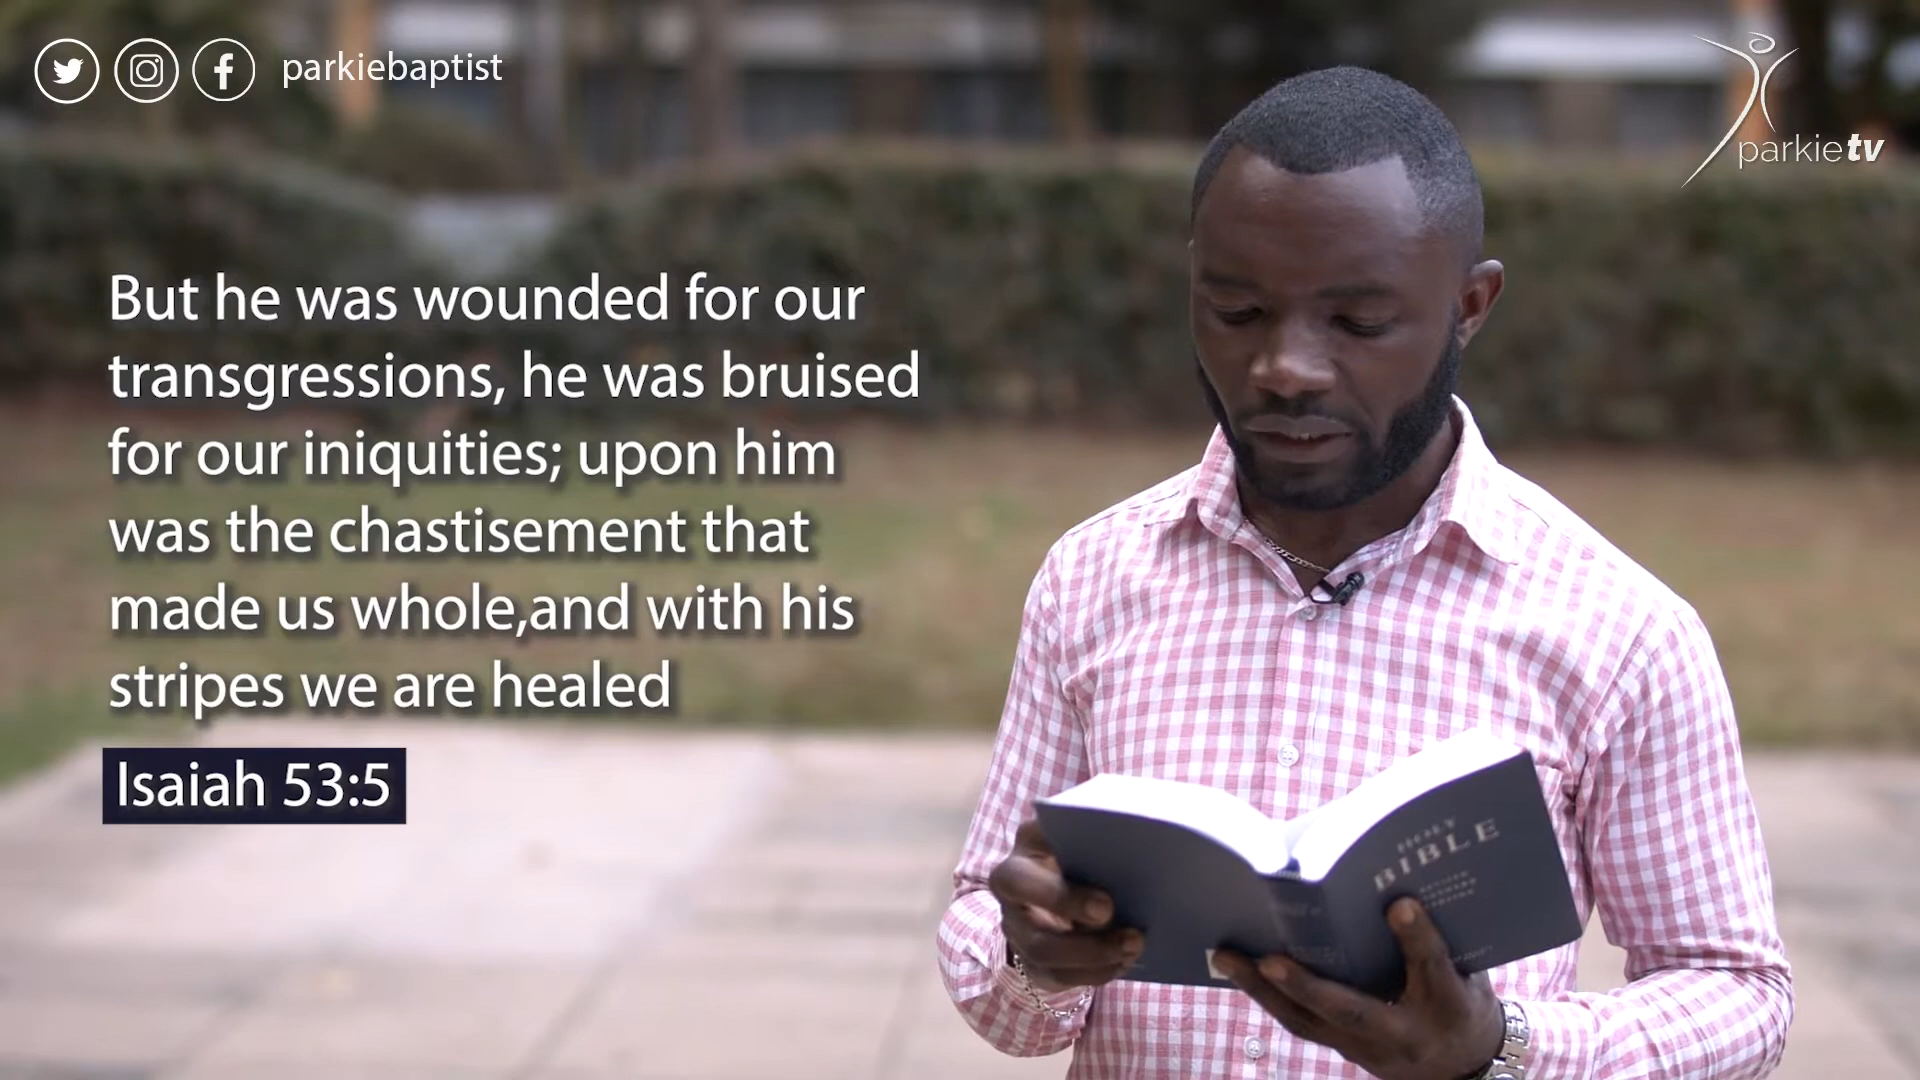 parkiebaptist
parkietv
But he was wounded for our
transgressions, he was bruised
for our iniquities; upon him
was the chastisement that
made us whole,and with his
stripes we are healed
Isaiah 53:5
HOLY
BIBLE